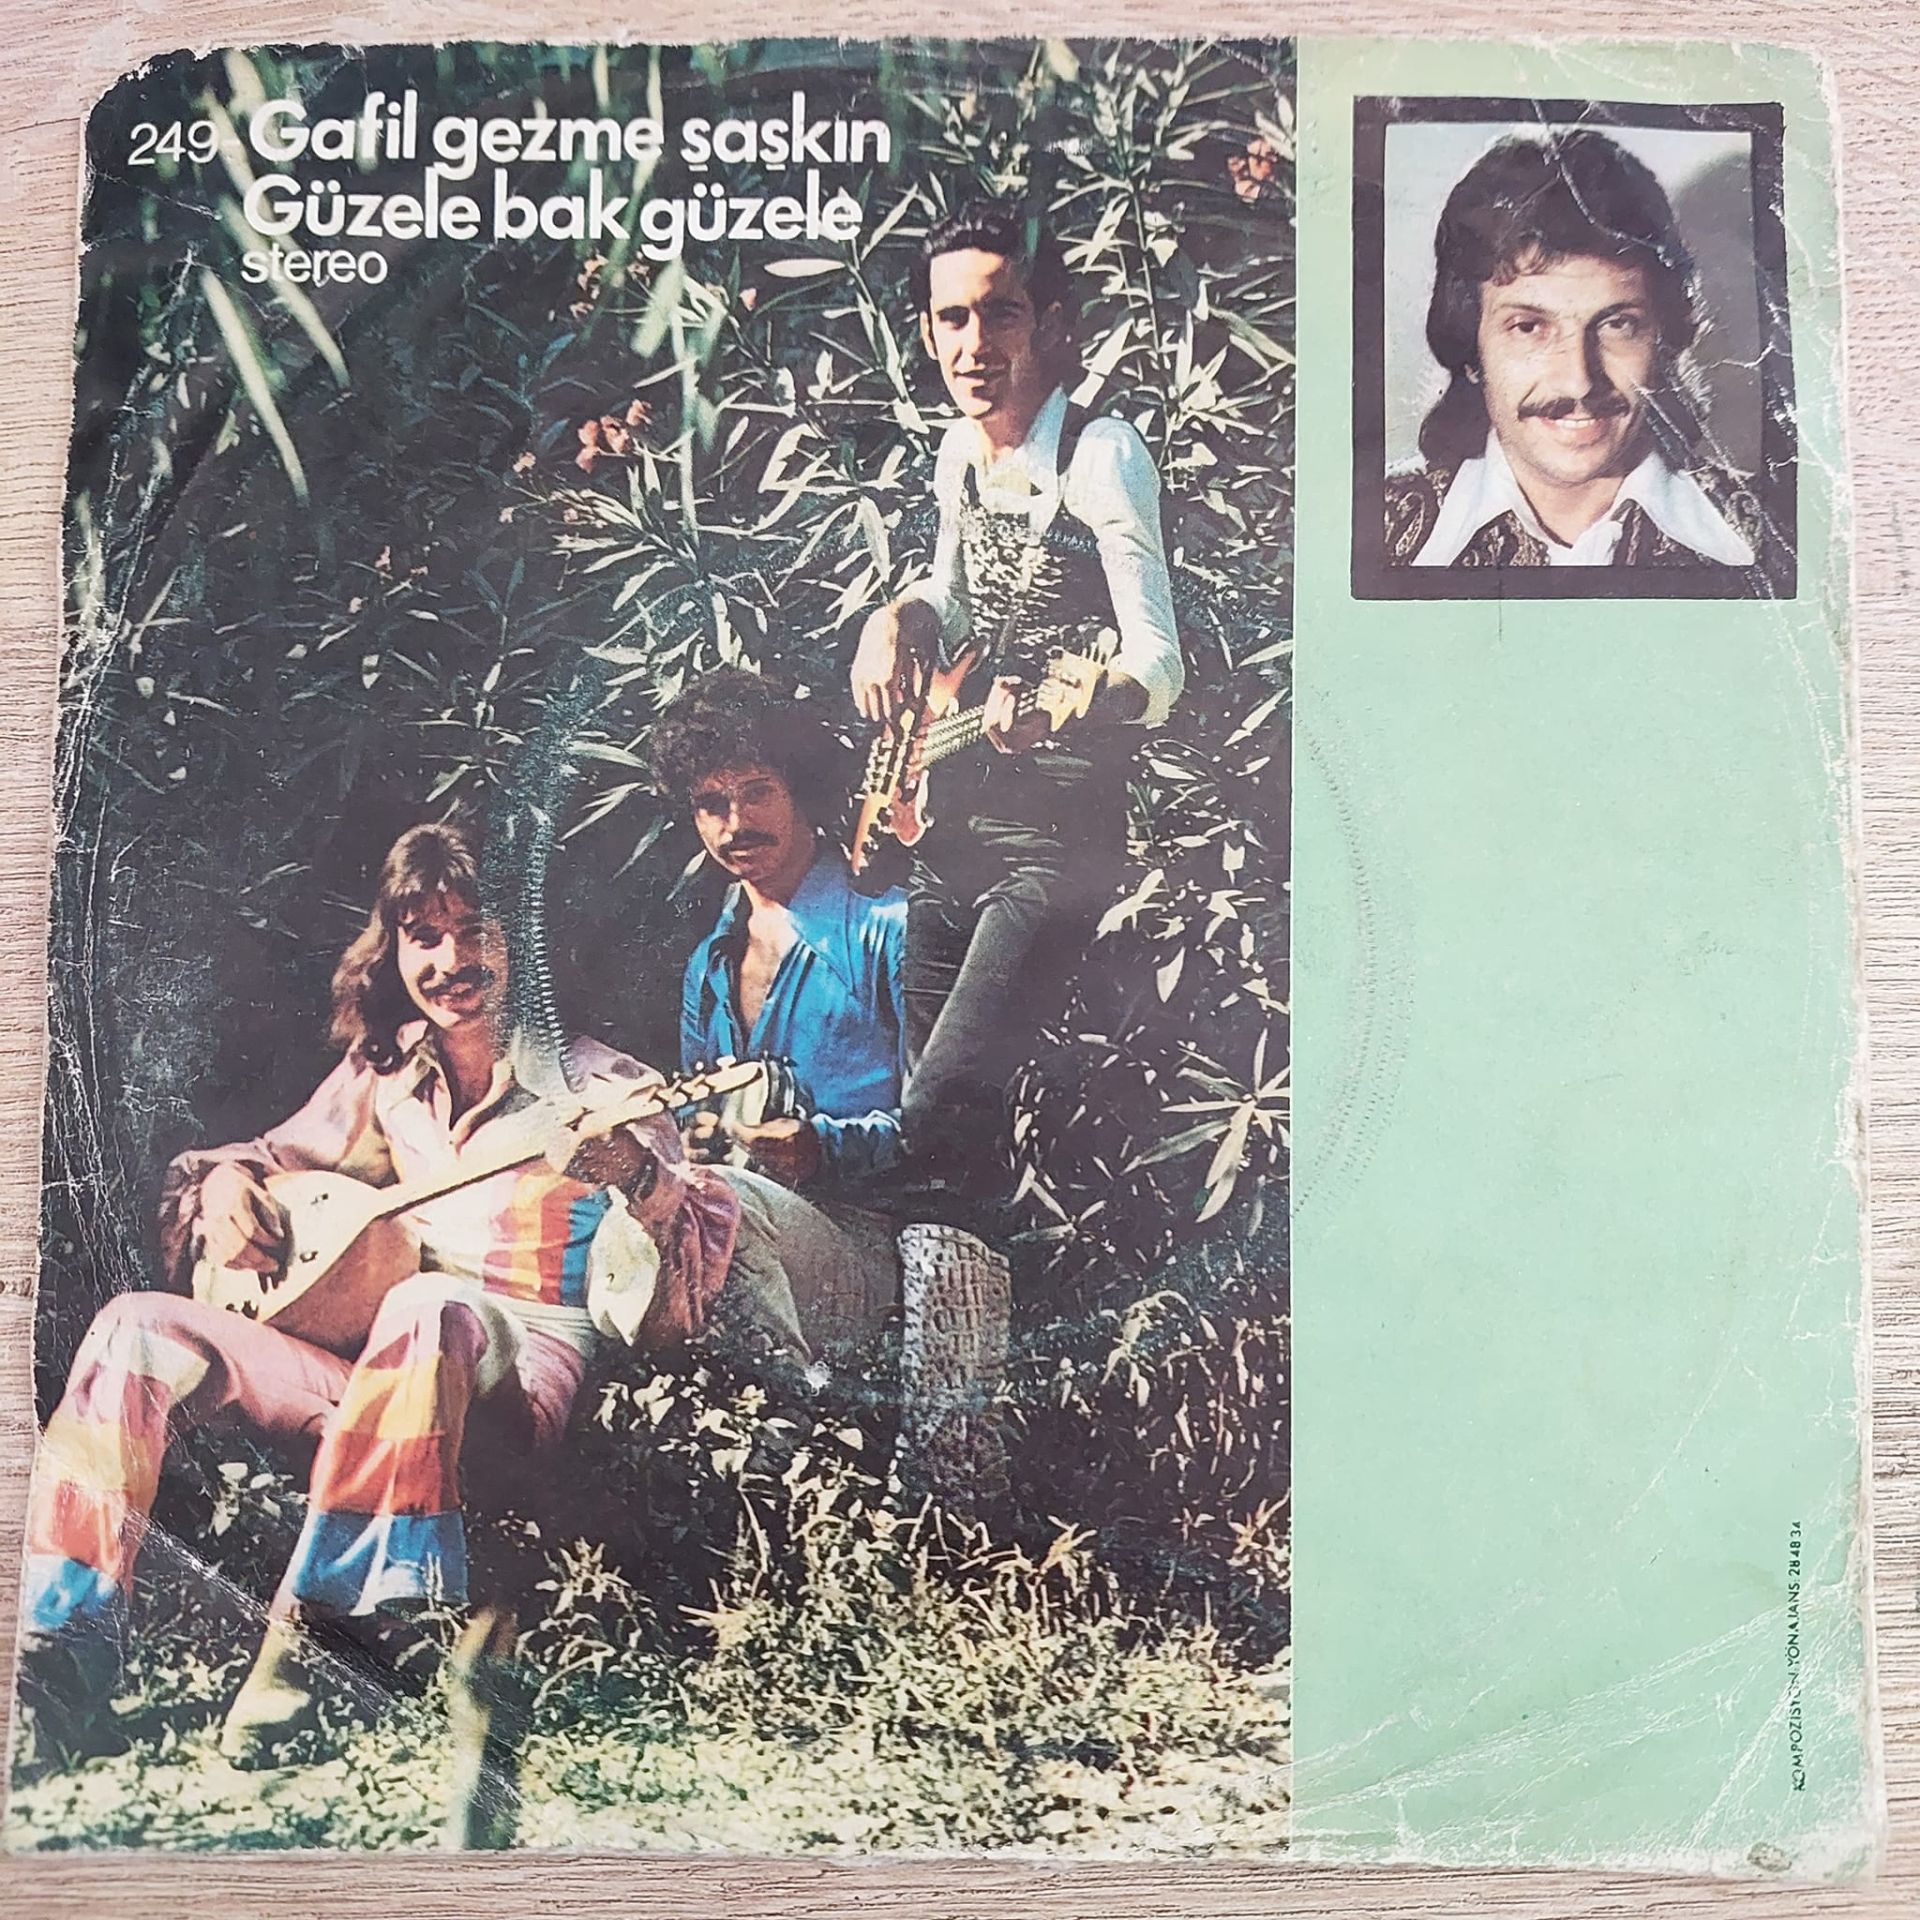 249- Gafil gezme şaşkın
Güzele bak güzele
stereo
KOMPOZİSYON: YÖN AJANS: 28 48 34